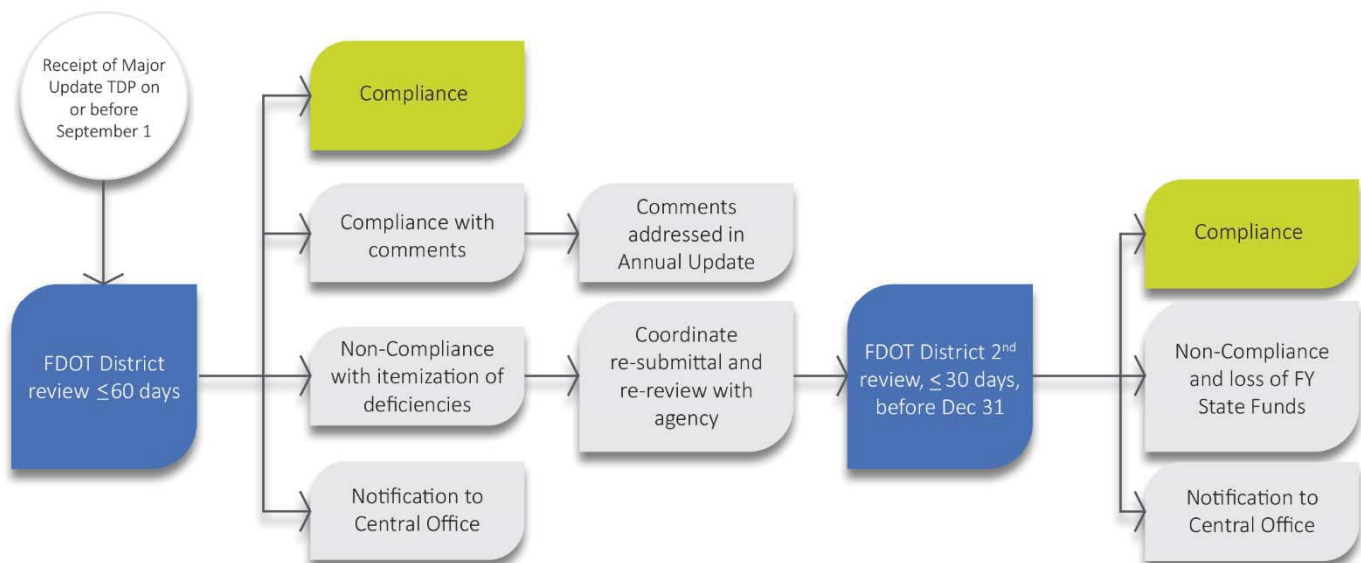 Receipt of Major
Update TDP on
or before
September 1
FDOT District
review ≤60 days
Compliance
Compliance with
comments
Comments
addressed in
Annual Update
Non-Compliance
with itemization of
deficiencies
Coordinate
re-submittal and
re-review with
agency
Notification to
Central Office
FDOT District 2nd
review, ≤ 30 days,
before Dec 31
Compliance
Non-Compliance
and loss of FY
State Funds
Notification to
Central Office